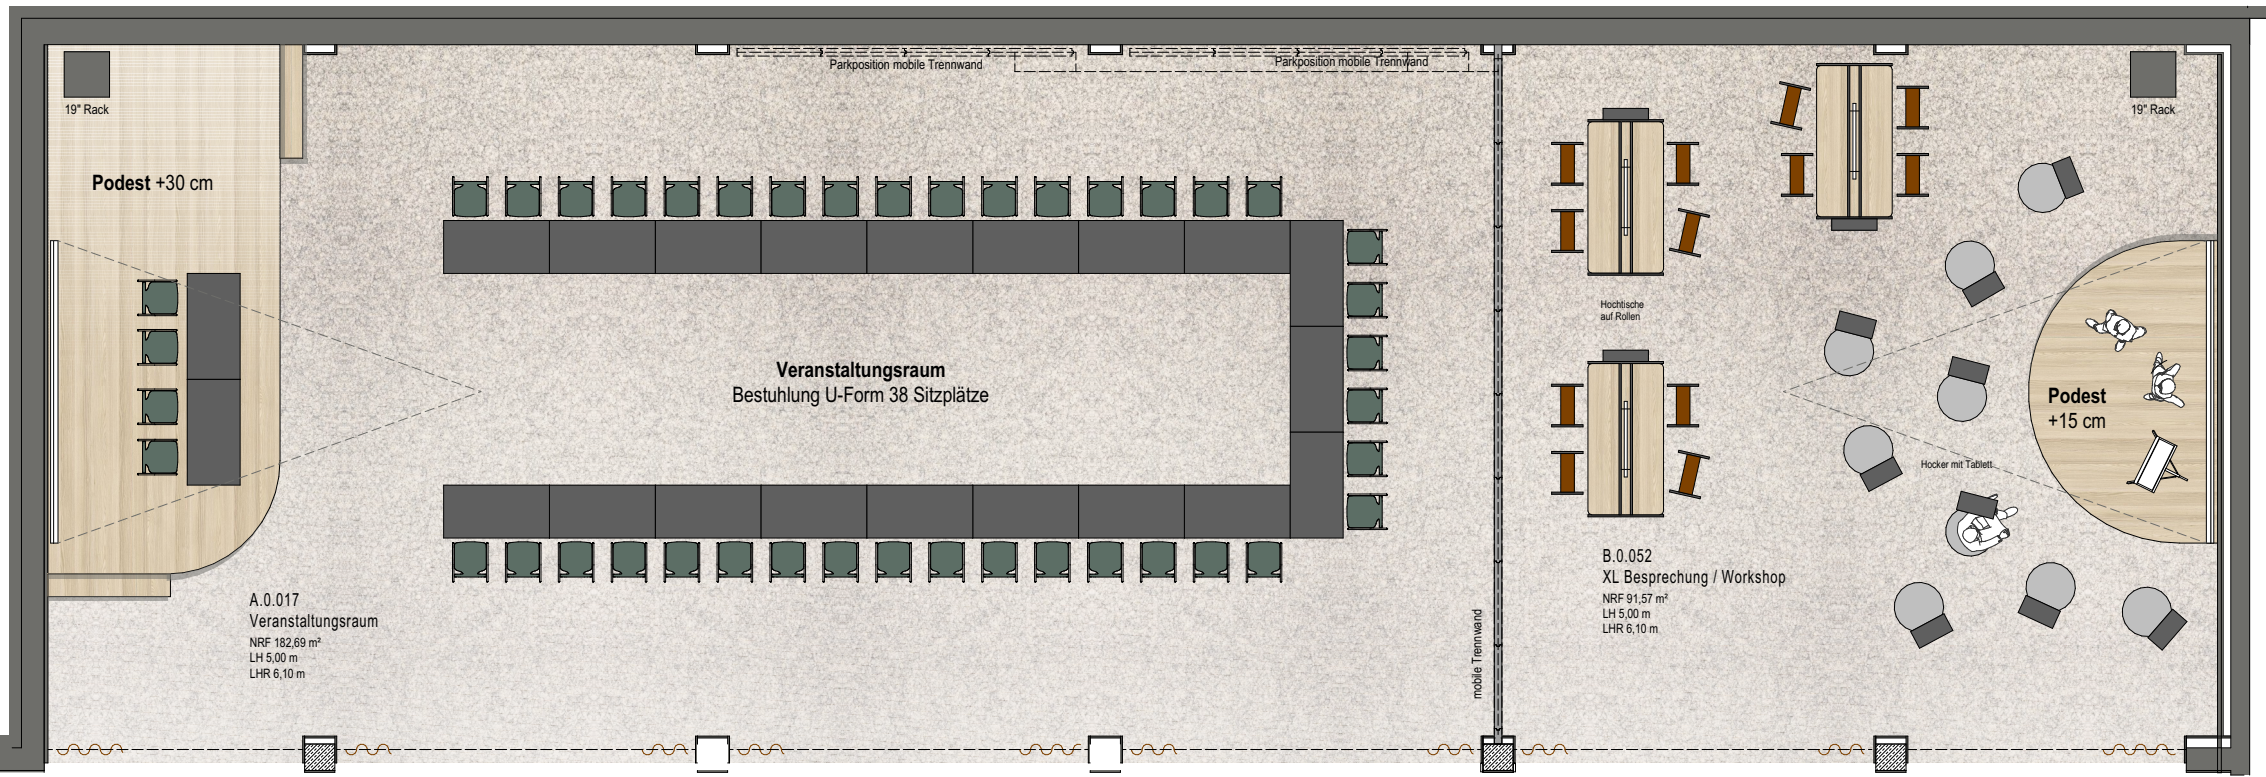 Parkposition mobile Trennwand
Parkposition mobile Trennwand
19" Rack
19" Rack
Podest +30 cm
Hochtische
auf Rollen
Veranstaltungsraum
Bestuhlung U-Form 38 Sitzplätze
Podest
+15 cm
Hocker mit Tablett
A.0.017
Veranstaltungsraum
NRF 182,69 m²
LH 5,00 m
LHR 6,10 m
mobile Trennwand
B.0.052
XL Besprechung / Workshop
NRF 91,57 m²
LH 5,00 m
LHR 6,10 m